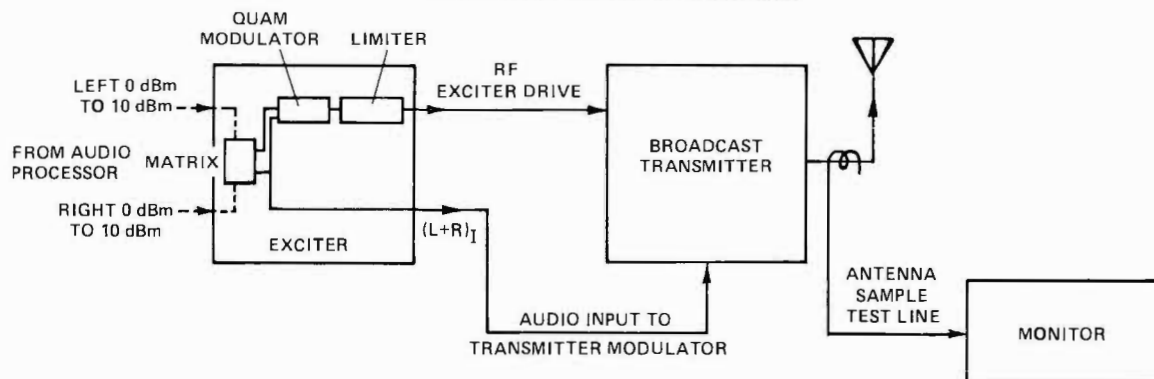 QUAM
MODULATOR
LIMITER
LEFT 0 dBm
TO 10 dBm
RF
EXCITER DRIVE
FROM AUDIO
PROCESSOR
MATRIX
BROADCAST
TRANSMITTER
RIGHT 0 dBm
TO 10 dBm
EXCITER
(L+R)I
ANTENNA
SAMPLE
TEST LINE
AUDIO INPUT TO
TRANSMITTER MODULATOR
MONITOR